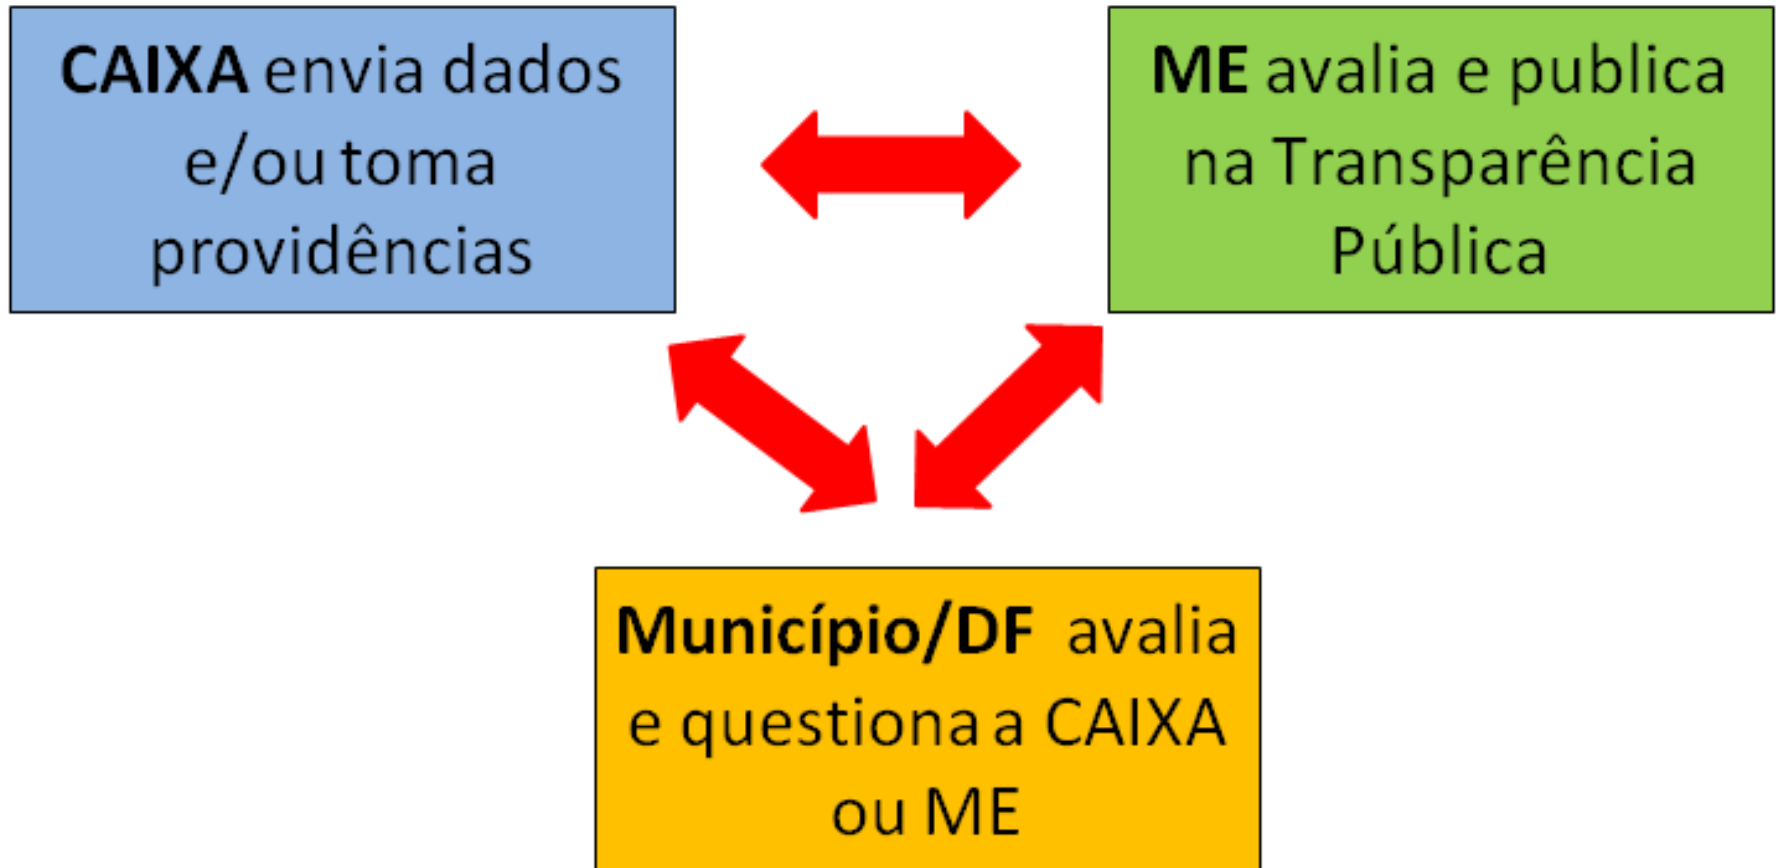 CAIXA envia dados
e/ou toma
providências
ME avalia e publica
na Transparência
Pública
Município/DF avalia
e questiona a CAIXA
ou ME